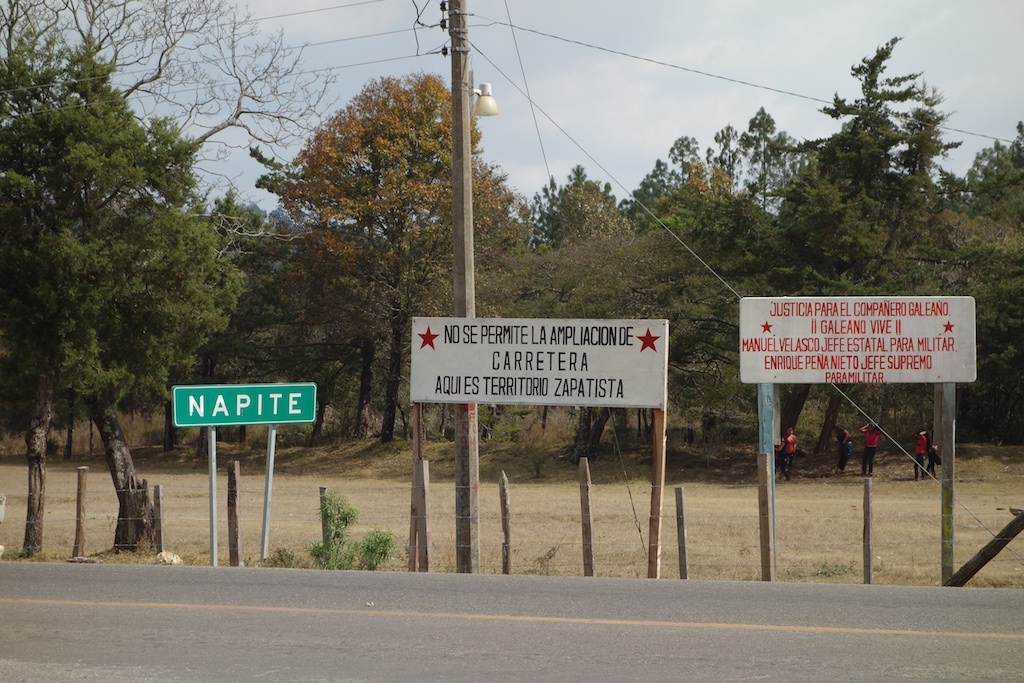 NAPITE
NO SE PERMITE LA AMPLIACION DE
CARRETERA
AQUI ES TERRITORIO ZAPATISTA
JUSTICIA PARA EL COMPAÑERO GALEANO.
¡¡ GALEANO VIVE !!
MANUEL VELASCO JEFE ESTATAL PARA MILITAR.
ENRIQUE PEÑA NIETO JEFE SUPREMO
PARAMILITAR.